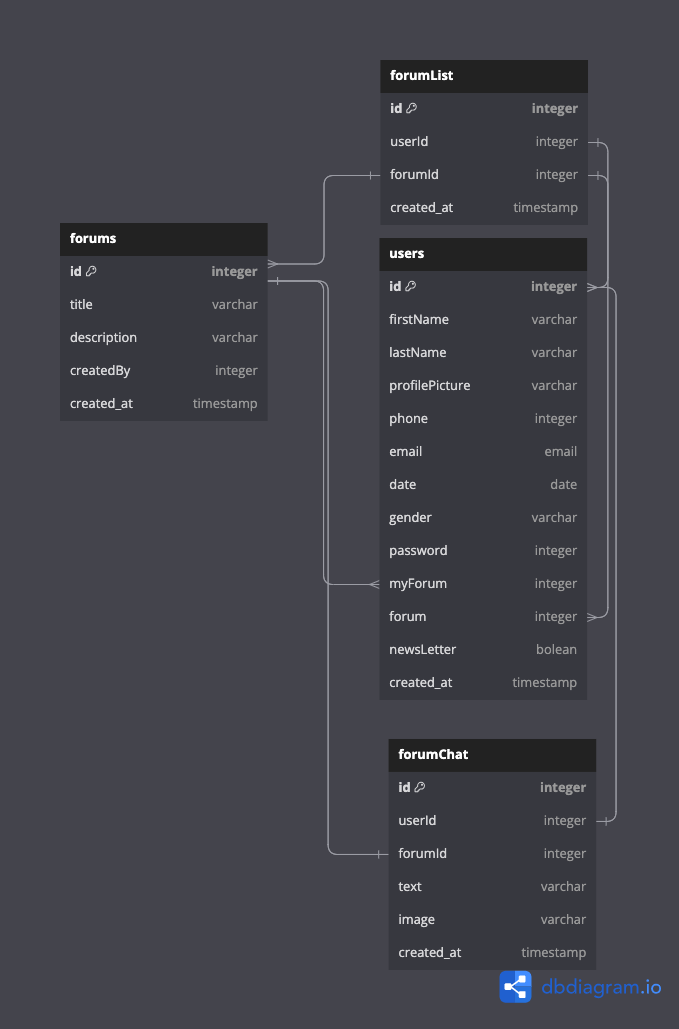 forumList
id integer
userId integer
forumId integer
created_at timestamp
forums
id integer
title varchar
description varchar
createdBy integer
created_at timestamp
users
id integer
firstName varchar
lastName varchar
profilePicture varchar
phone integer
email email
date date
gender varchar
password integer
myForum integer
forum integer
newsLetter bolean
created_at timestamp
forumChat
id integer
userId integer
forumId integer
text varchar
image varchar
created_at timestamp
dbdiagram.io